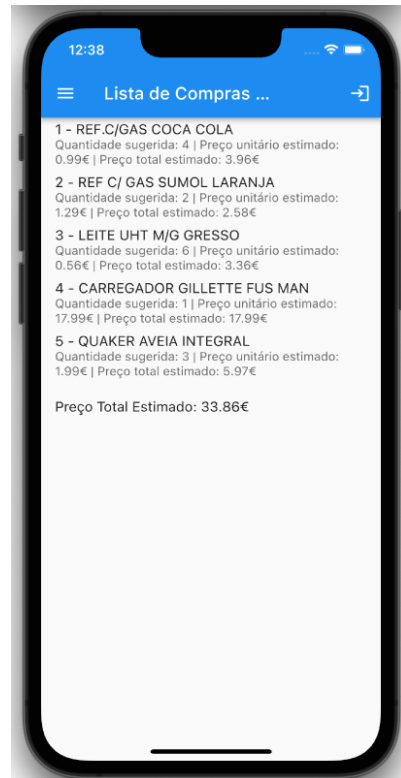 12:38
Lista de Compras ...
1 - REF.C/GAS COCA COLA
Quantidade sugerida: 4 | Preço unitário estimado:
0.99€ | Preço total estimado: 3.96€
2 - REF C/ GAS SUMOL LARANJA
Quantidade sugerida: 2 | Preço unitário estimado:
1.29€ | Preço total estimado: 2.58€
3 - LEITE UHT M/G GRESSO
Quantidade sugerida: 6 | Preço unitário estimado:
0.56€ | Preço total estimado: 3.36€
4 - CARREGADOR GILLETTE FUS MAN
Quantidade sugerida: 1 | Preço unitário estimado:
17.99€ | Preço total estimado: 17.99€
5 - QUAKER AVEIA INTEGRAL
Quantidade sugerida: 3 | Preço unitário estimado:
1.99€ | Preço total estimado: 5.97€
Preço Total Estimado: 33.86€